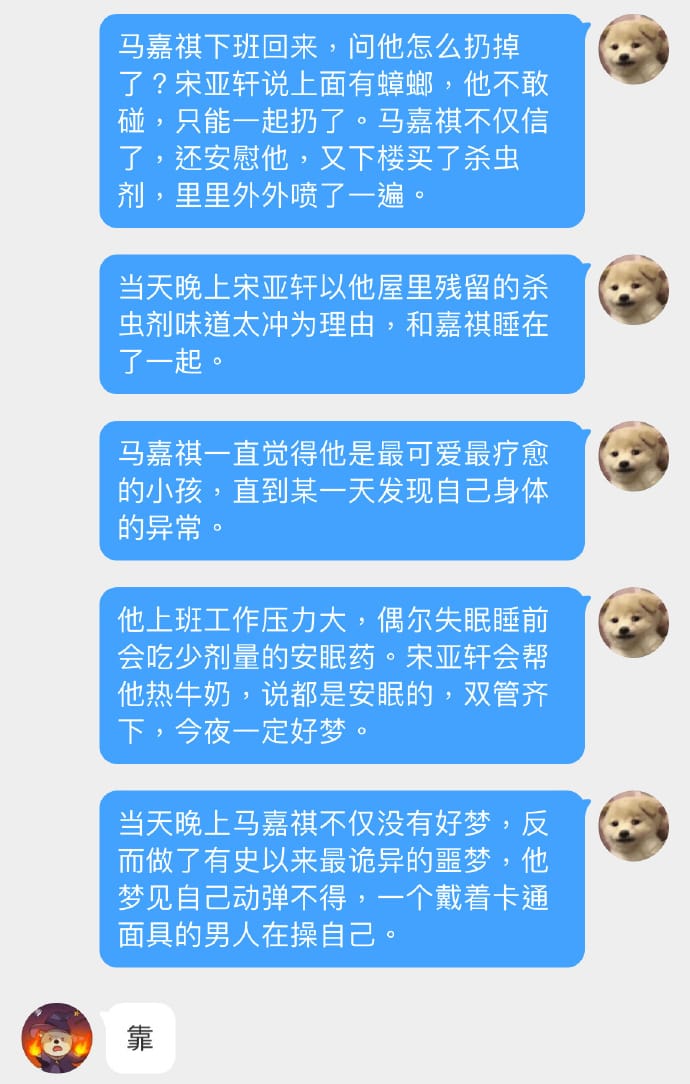 马嘉祺下班回来，问他怎么扔掉
了？宋亚轩说上面有蟑螂，他不敢
碰，只能一起扔了。马嘉祺不仅信
了，还安慰他，又下楼买了杀虫
剂，里里外外喷了一遍。
当天晚上宋亚轩以他屋里残留的杀
虫剂味道太冲为理由，和嘉祺睡在
了一起。
马嘉祺一直觉得他是最可爱最疗愈
的小孩，直到某一天发现自己身体
的异常。
他上班工作压力大，偶尔失眠睡前
会吃少剂量的安眠药。宋亚轩会帮
他热牛奶，说都是安眠的，双管齐
下，今夜一定好梦。
当天晚上马嘉祺不仅没有好梦，反
而做了有史以来最诡异的噩梦，他
梦见自己动弹不得，一个戴着卡通
面具的男人在操自己。
靠